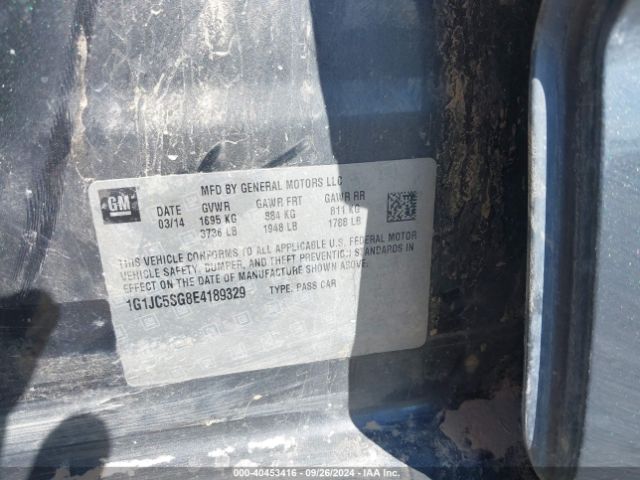 GM
MFD BY GENERAL MOTORS LLC
DATE GVWR GAWR FRT GAWR RR
03/14 1695 KG 884 KG 811 KG
3736 LB 1948 LB 1788 LB
THIS VEHICLE CONFORMS TO ALL APPLICABLE U.S. FEDERAL MOTOR
VEHICLE SAFETY, BUMPER, AND THEFT PREVENTION STANDARDS IN
EFFECT ON THE DATE OF MANUFACTURE SHOWN ABOVE.
1G1JC5SG8E4189329 TYPE: PASS CAR
000-40453416 - 09/26/2024 - IAA Inc.